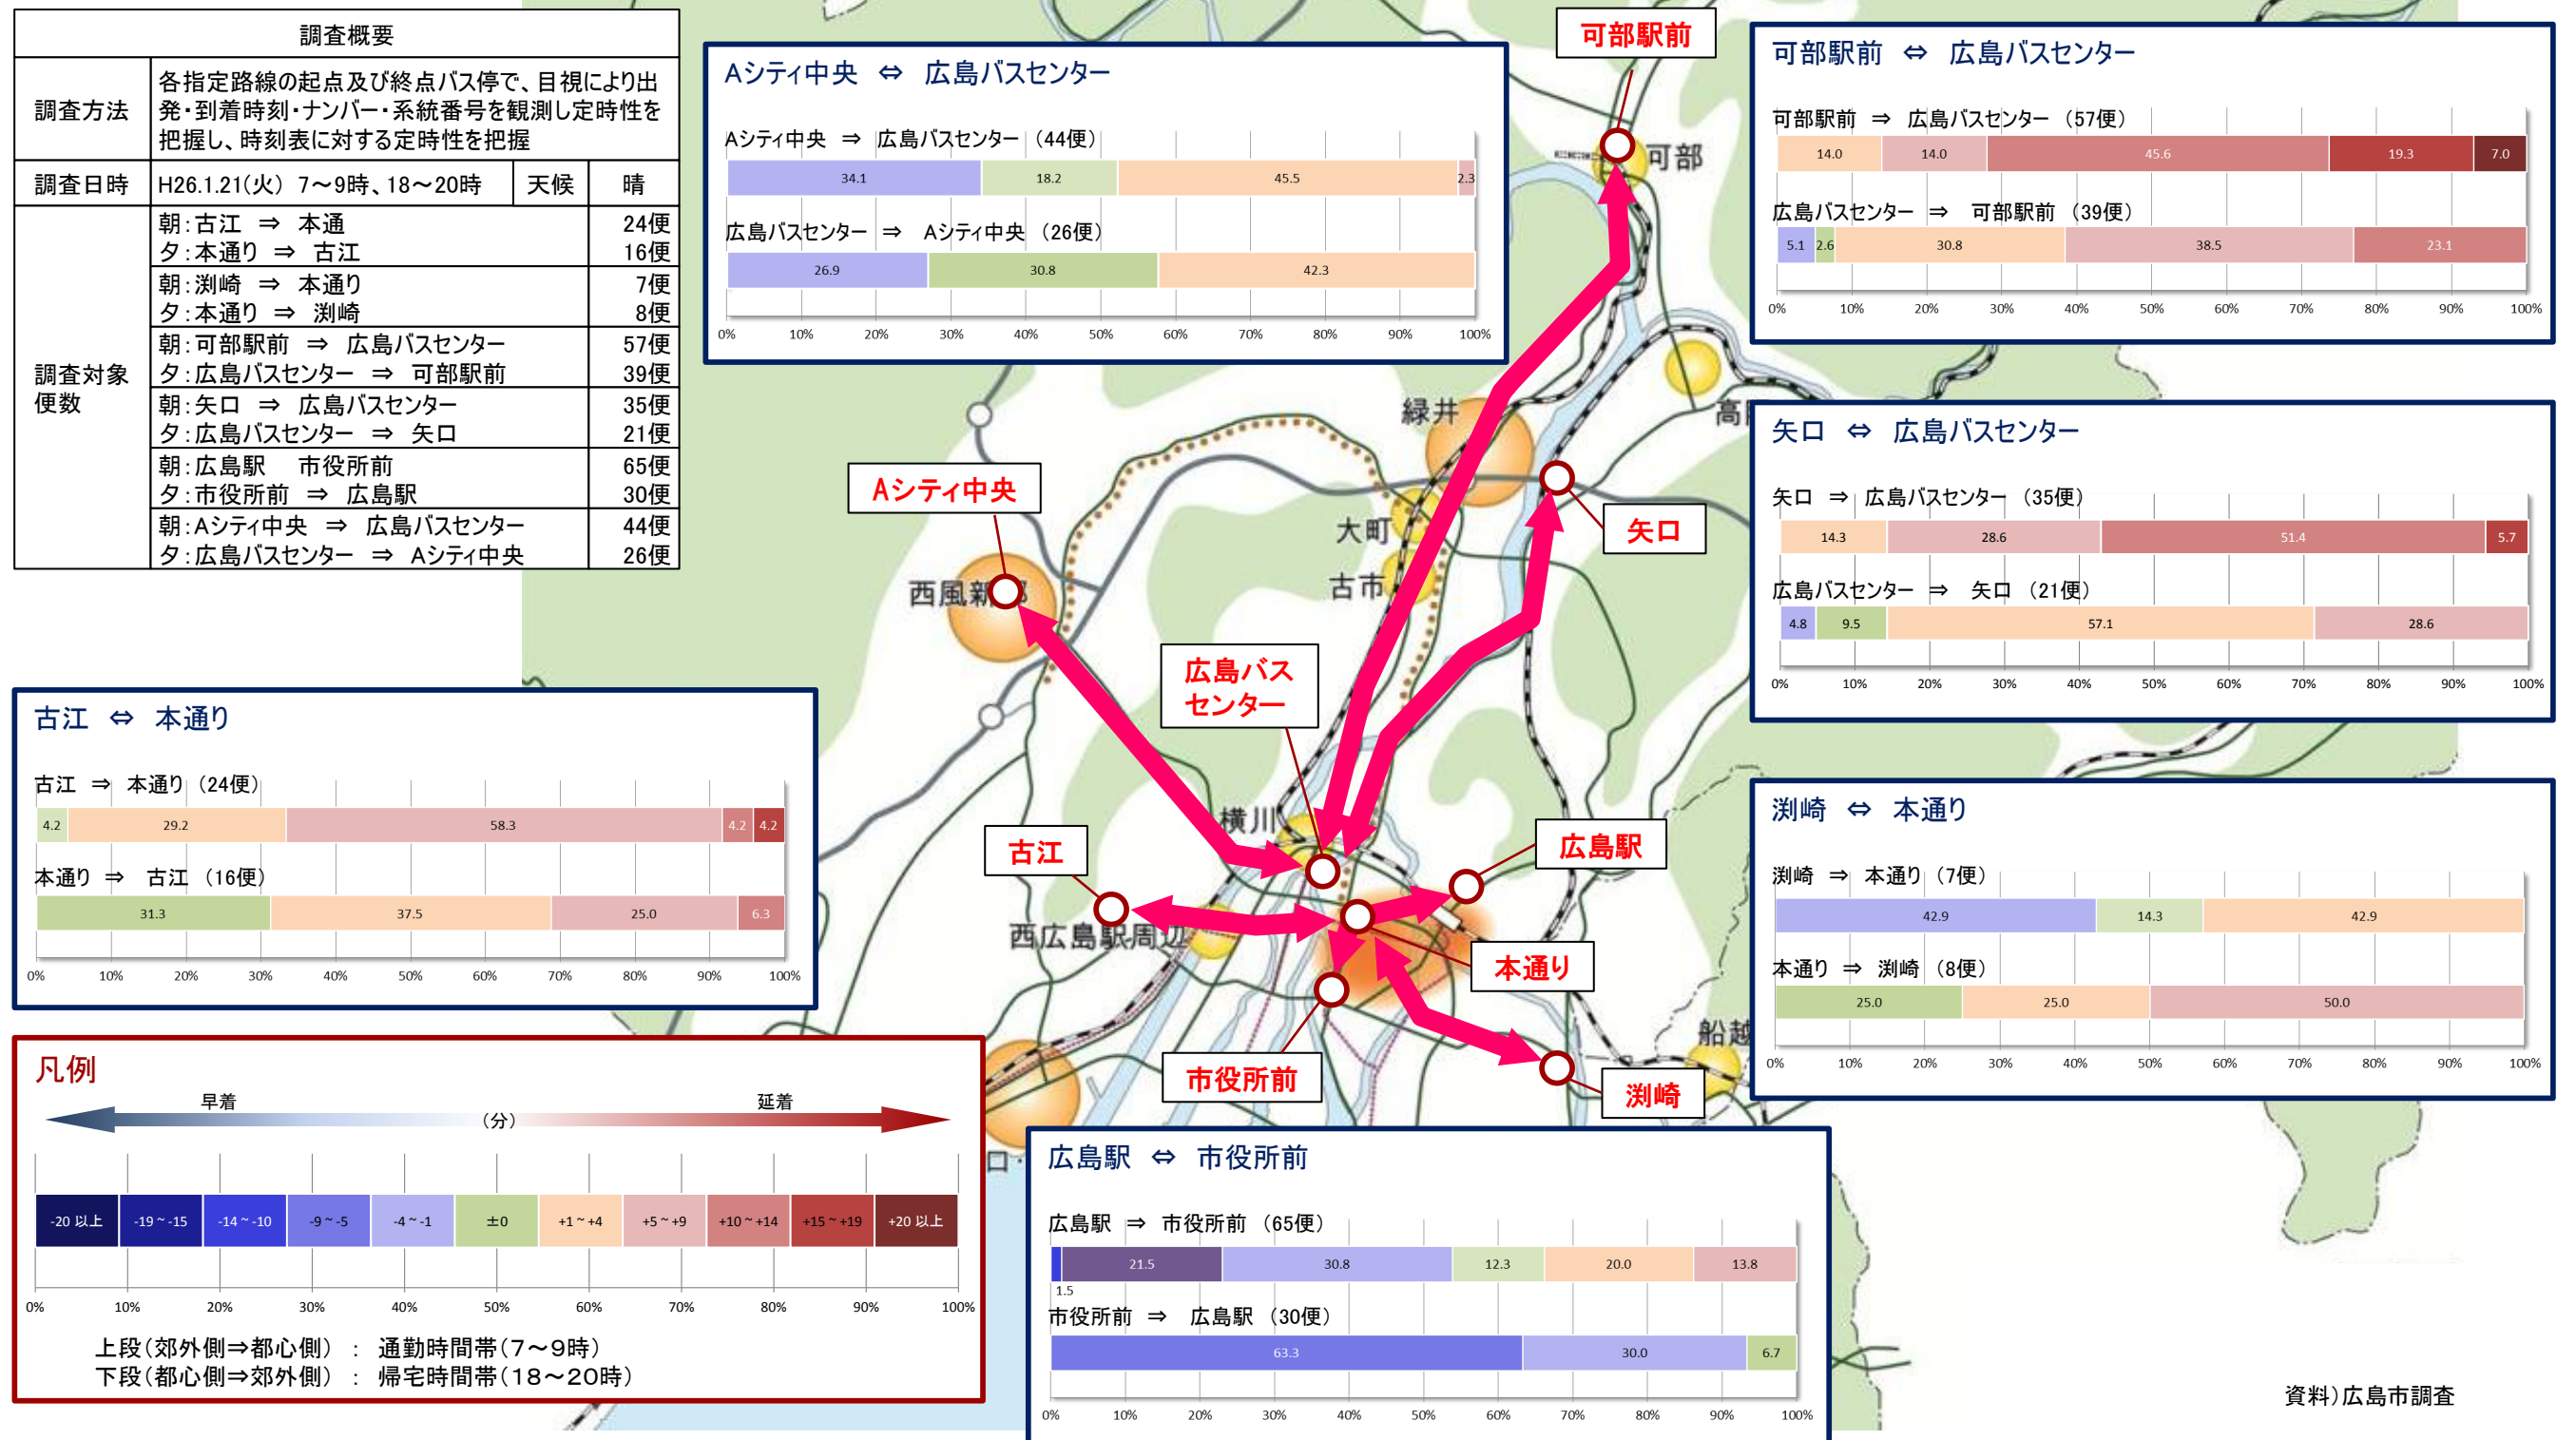 調査概要
調査方法
各指定路線の起点及び終点バス停で、目視により出
発・到着時刻・ナンバー・系統番号を観測し定時性を
把握し、時刻表に対する定時性を把握
調査日時 H26.1.21(火) 7～9時、18～20時 天候 晴
調査対象
便数
朝:古江 ⇒ 本通 24便
夕:本通り ⇒ 古江 16便
朝:渕崎 ⇒ 本通り 7便
夕:本通り ⇒ 渕崎 8便
朝:可部駅前 ⇒ 広島バスセンター 57便
夕:広島バスセンター ⇒ 可部駅前 39便
朝:矢口 ⇒ 広島バスセンター 35便
夕:広島バスセンター ⇒ 矢口 21便
朝:広島駅 市役所前 65便
夕:市役所前 ⇒ 広島駅 30便
朝:Aシティ中央 ⇒ 広島バスセンター 44便
夕:広島バスセンター ⇒ Aシティ中央 26便
Aシティ中央 ⇔ 広島バスセンター
Aシティ中央 ⇒ 広島バスセンター (44便)
34.1 18.2 45.5 2.3
広島バスセンター ⇒ Aシティ中央 (26便)
26.9 30.8 42.3
0% 10% 20% 30% 40% 50% 60% 70% 80% 90% 100%
可部駅前 ⇔ 広島バスセンター
可部駅前 ⇒ 広島バスセンター (57便)
14.0 14.0 45.6 19.3 7.0
広島バスセンター ⇒ 可部駅前 (39便)
5.1 2.6 30.8 38.5 23.1
0% 10% 20% 30% 40% 50% 60% 70% 80% 90% 100%
矢口 ⇔ 広島バスセンター
矢口 ⇒ 広島バスセンター (35便)
14.3 28.6 51.4 5.7
広島バスセンター ⇒ 矢口 (21便)
4.8 9.5 57.1 28.6
0% 10% 20% 30% 40% 50% 60% 70% 80% 90% 100%
可部駅前
可部
緑井
高
Aシティ中央
大町
矢口
古市
西風新
広島バス
センター
横川
古江
広島駅
西広島駅周辺
本通り
市役所前
船越
渕崎
口・
古江 ⇔ 本通り
古江 ⇒ 本通り (24便)
4.2 29.2 58.3 4.2 4.2
本通り ⇒ 古江 (16便)
31.3 37.5 25.0 6.3
0% 10% 20% 30% 40% 50% 60% 70% 80% 90% 100%
渕崎 ⇔ 本通り
渕崎 ⇒ 本通り (7便)
42.9 14.3 42.9
本通り ⇒ 渕崎 (8便)
25.0 25.0 50.0
0% 10% 20% 30% 40% 50% 60% 70% 80% 90% 100%
凡例
早着 (分) 延着
-20 以上 -19 ~ -15 -14 ~ -10 -9 ~ -5 -4 ~ -1 ±0 +1 ~ +4 +5 ~ +9 +10 ~ +14 +15 ~ +19 +20 以上
0% 10% 20% 30% 40% 50% 60% 70% 80% 90% 100%
上段(郊外側⇒都心側) : 通勤時間帯(7～9時)
下段(都心側⇒郊外側) : 帰宅時間帯(18～20時)
広島駅 ⇔ 市役所前
広島駅 ⇒ 市役所前 (65便)
21.5 30.8 12.3 20.0 13.8
1.5
市役所前 ⇒ 広島駅 (30便)
63.3 30.0 6.7
0% 10% 20% 30% 40% 50% 60% 70% 80% 90% 100%
資料)広島市調査